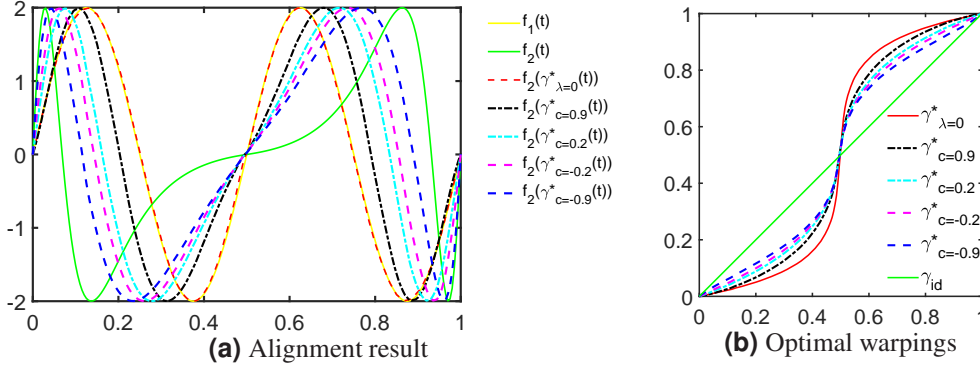 2
1
0
-1
-2
0
0.2
0.4
0.6
0.8
1
(a) Alignment result
f₁(t)
f₂(t)
f₂(γ*λ=0(t))
f₂(γ*c=0.9(t))
f₂(γ*c=0.2(t))
f₂(γ*c=-0.2(t))
f₂(γ*c=-0.9(t))
1
0.8
0.6
0.4
0.2
0
0
0.2
0.4
0.6
0.8
1
γ*λ=0
γ*c=0.9
γ*c=0.2
γ*c=-0.2
γ*c=-0.9
γid
(b) Optimal warpings